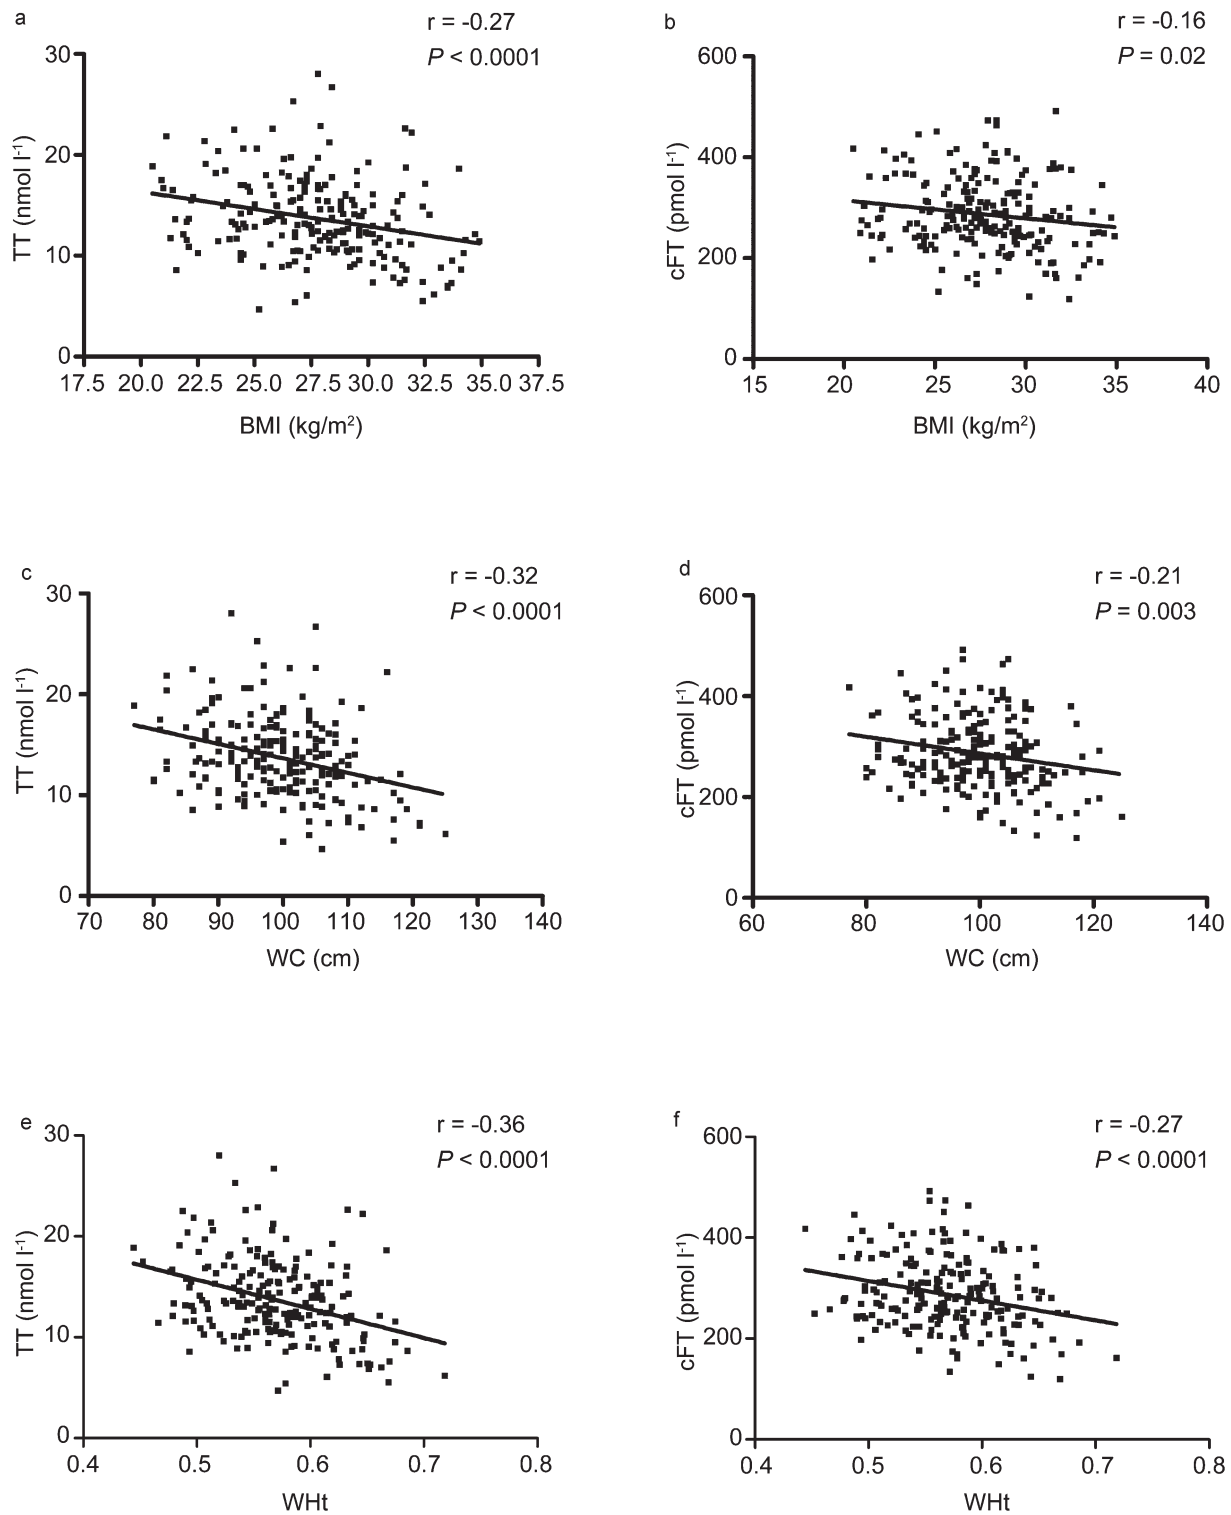 a
r = -0.27
P < 0.0001
30
20
10
0
TT (nmol l⁻¹)
17.5 20.0 22.5 25.0 27.5 30.0 32.5 35.0 37.5
BMI (kg/m²)
b
r = -0.16
P = 0.02
600
400
200
0
cFT (pmol l⁻¹)
15 20 25 30 35 40
BMI (kg/m²)
c
r = -0.32
P < 0.0001
30
20
10
0
TT (nmol l⁻¹)
70 80 90 100 110 120 130 140
WC (cm)
d
r = -0.21
P = 0.003
600
400
200
0
cFT (pmol l⁻¹)
60 80 100 120 140
WC (cm)
e
r = -0.36
P < 0.0001
30
20
10
0
TT (nmol l⁻¹)
0.4 0.5 0.6 0.7 0.8
WHt
f
r = -0.27
P < 0.0001
600
400
200
0
cFT (pmol l⁻¹)
0.4 0.5 0.6 0.7 0.8
WHt